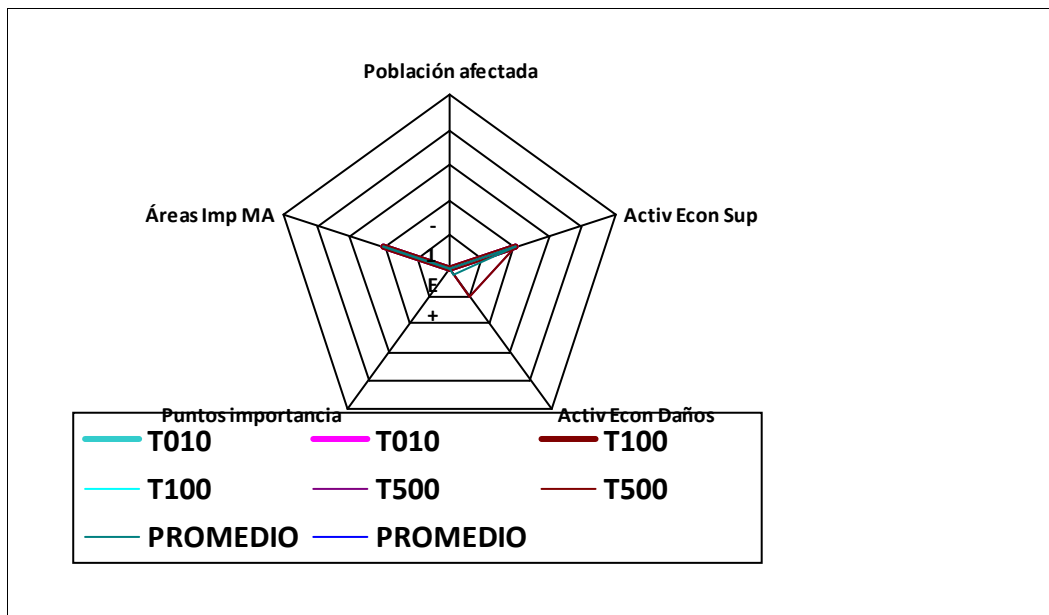 Población afectada
Áreas Imp MA
Activ Econ Sup
-
L
E
+
Puntos importancia
Activ Econ Daños
T010 T010 T100
T100 T500 T500
PROMEDIO PROMEDIO